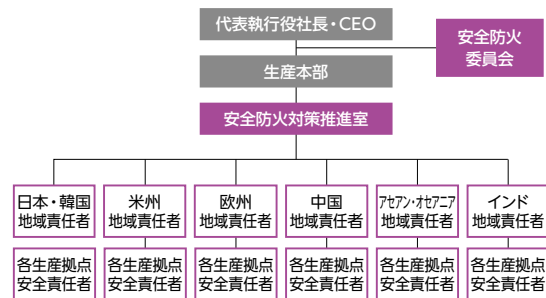 代表執行役社長・CEO
安全防火
委員会
生産本部
安全防火対策推進室
日本・韓国
地域責任者
米州
地域責任者
欧州
地域責任者
中国
地域責任者
アセアン・オセアニア
地域責任者
インド
地域責任者
各生産拠点
安全責任者
各生産拠点
安全責任者
各生産拠点
安全責任者
各生産拠点
安全責任者
各生産拠点
安全責任者
各生産拠点
安全責任者